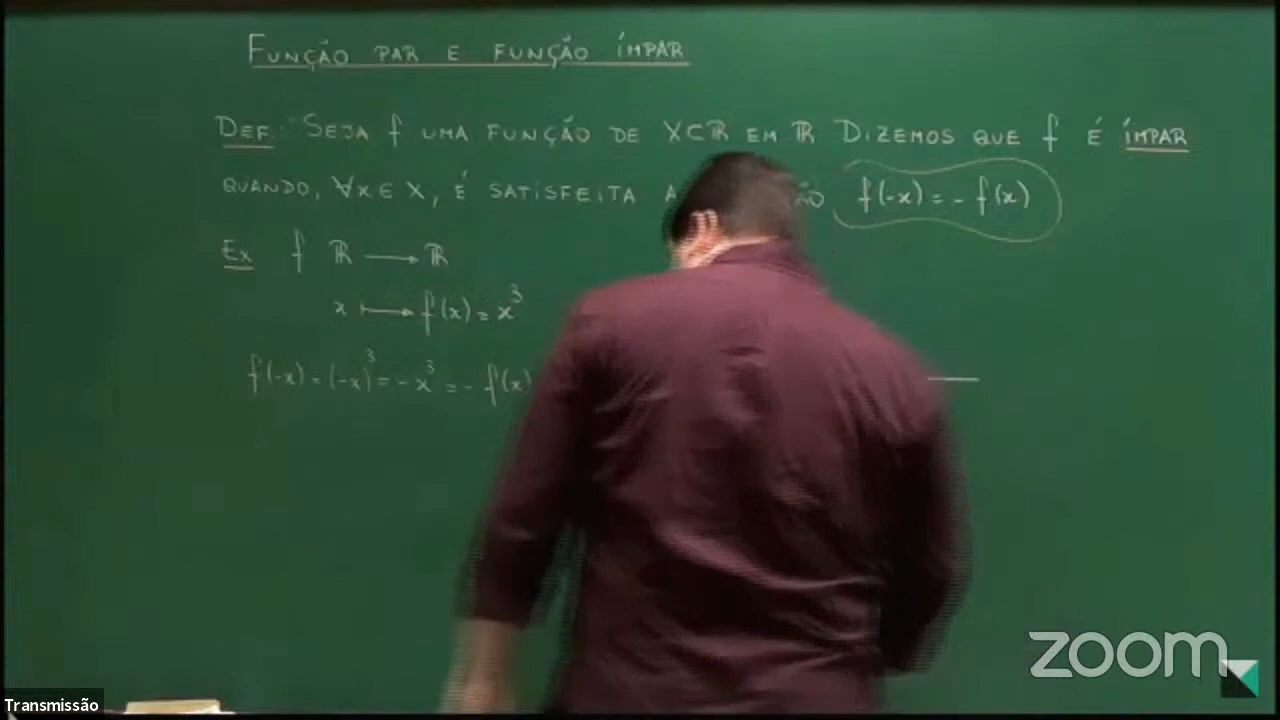 FUNÇÃO PAR E FUNÇÃO ÍMPAR
DEF.: SEJA f UMA FUNÇÃO DE X⊂ℝ EM ℝ DIZEMOS QUE f É ÍMPAR
QUANDO, ∀x∈X, É SATISFEITA A ÃO f(-x) = - f(x)
Ex f ℝ ⟶ ℝ
x ⟼ f(x) = x³
f(-x) = (-x)³ = -x³ = - f(x)
zoom
Transmissão